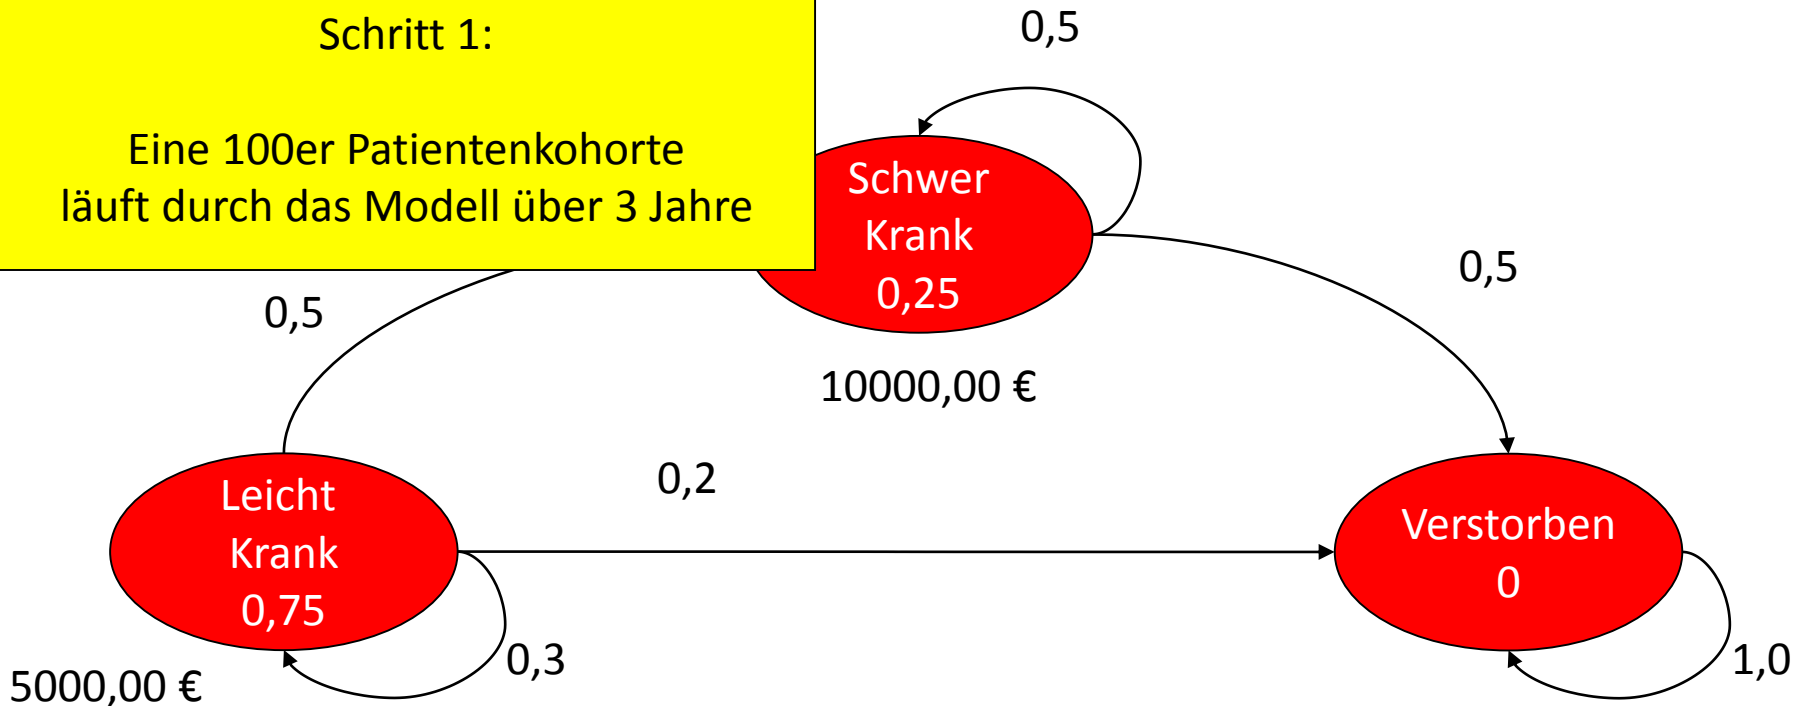 Schritt 1:
Eine 100er Patientenkohorte
läuft durch das Modell über 3 Jahre
0,5
Schwer
Krank
0,25
0,5
0,5
10000,00 €
0,2
Leicht
Krank
0,75
Verstorben
0
0,3
1,0
5000,00 €